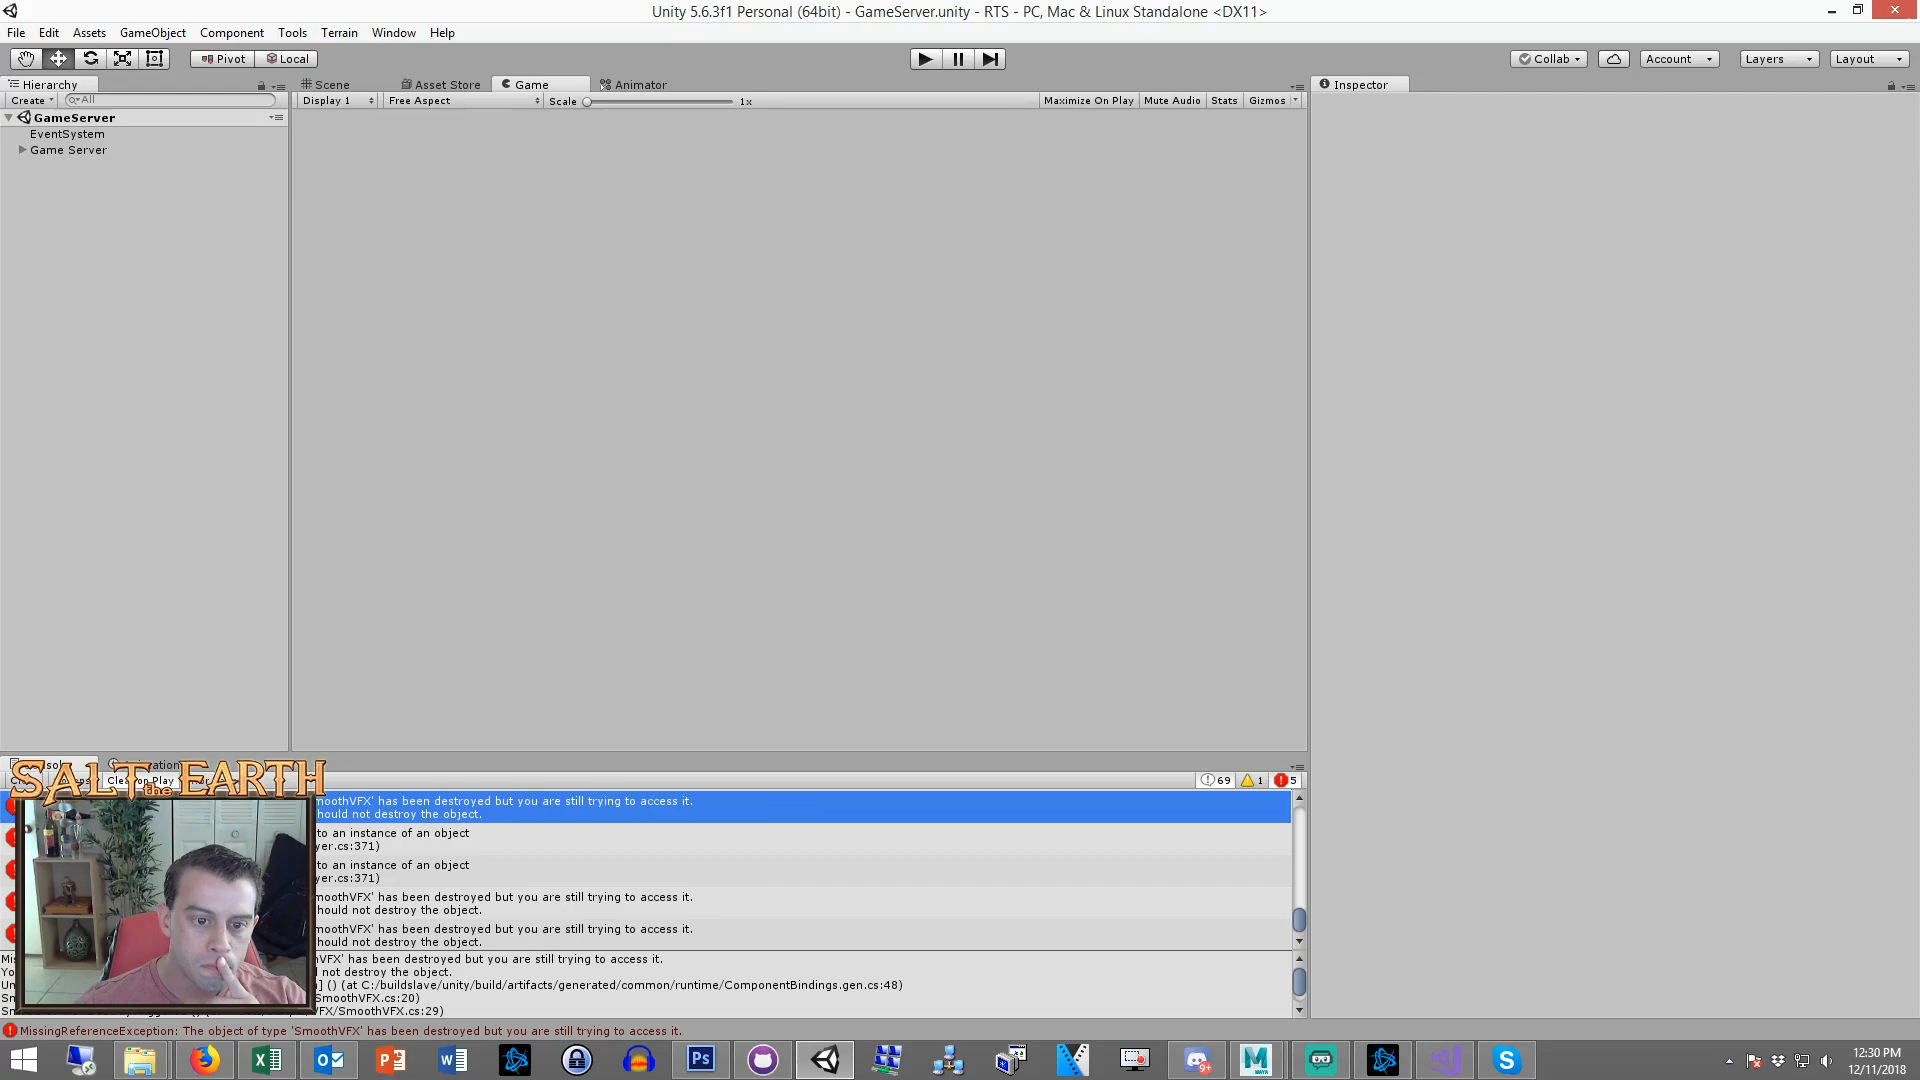 Unity 5.6.3f1 Personal (64bit) - GameServer.unity - RTS - PC, Mac & Linux Standalone <DX11>
File Edit Assets GameObject Component Tools Terrain Window Help
Pivot Local Collab Account Layers Layout
Hierarchy Scene Asset Store Game Animator Inspector
Create All Display 1 Free Aspect Scale 1x Maximize On Play Mute Audio Stats Gizmos
GameServer
EventSystem
Game Server
SALT the EARTH
69 1 5
moothVFX' has been destroyed but you are still trying to access it.
hould not destroy the object.
to an instance of an object
yer.cs:371)
to an instance of an object
yer.cs:371)
moothVFX' has been destroyed but you are still trying to access it.
hould not destroy the object.
moothVFX' has been destroyed but you are still trying to access it.
hould not destroy the object.
VFX' has been destroyed but you are still trying to access it.
not destroy the object.
] () (at C:/buildslave/unity/build/artifacts/generated/common/runtime/ComponentBindings.gen.cs:48)
SmoothVFX.cs:20)
VFX/SmoothVFX.cs:29)
MissingReferenceException: The object of type 'SmoothVFX' has been destroyed but you are still trying to access it.
Ps 9+ MAYA
12:30 PM
12/11/2018